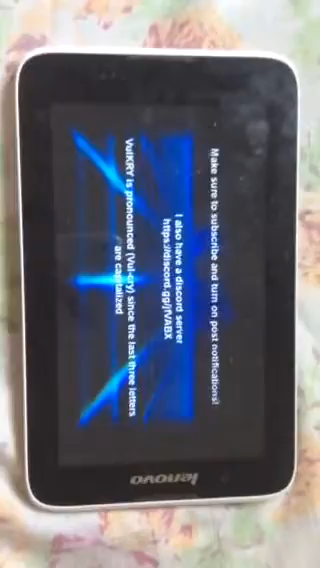 Make sure to subscribe and turn on post notifications!
I also have a discord server
https://discord.gg/jfVABX
VulKRY is pronounced (Vul-cry) since the last three letters
are capitalized
lenovo